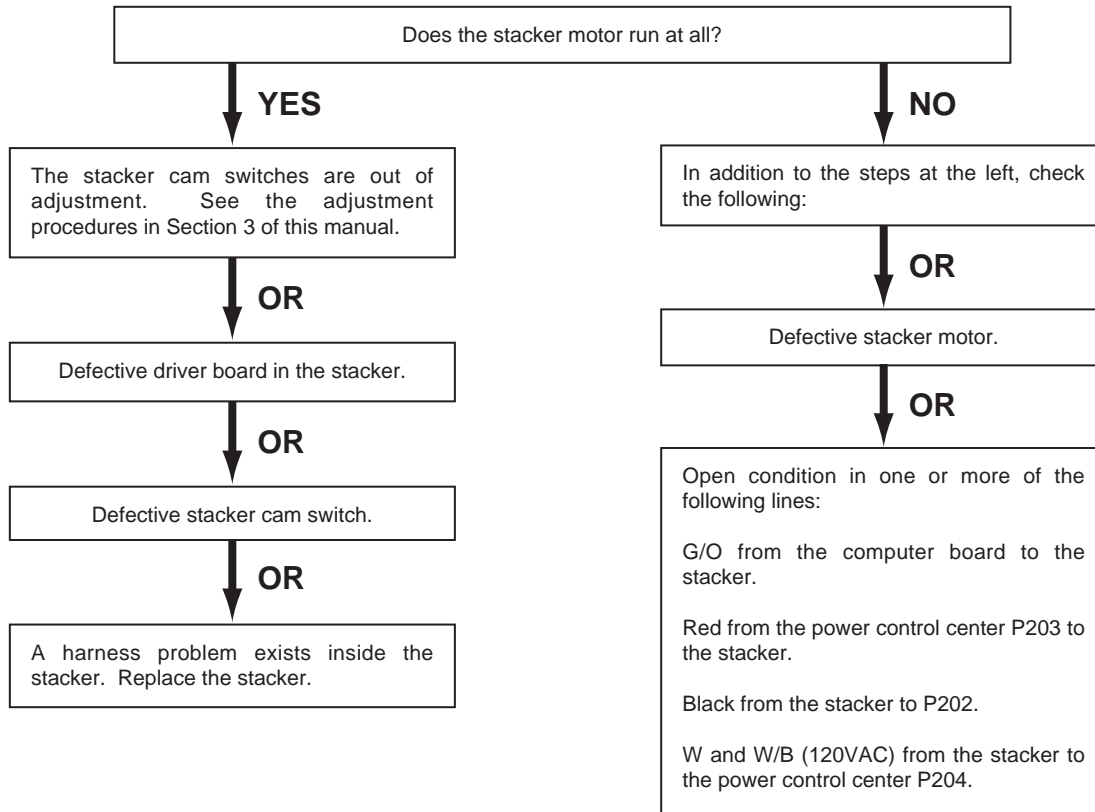 Does the stacker motor run at all?
YES
The stacker cam switches are out of
adjustment. See the adjustment
procedures in Section 3 of this manual.
OR
Defective driver board in the stacker.
OR
Defective stacker cam switch.
OR
A harness problem exists inside the
stacker. Replace the stacker.
NO
In addition to the steps at the left, check
the following:
OR
Defective stacker motor.
OR
Open condition in one or more of the
following lines:
G/O from the computer board to the
stacker.
Red from the power control center P203 to
the stacker.
Black from the stacker to P202.
W and W/B (120VAC) from the stacker to
the power control center P204.